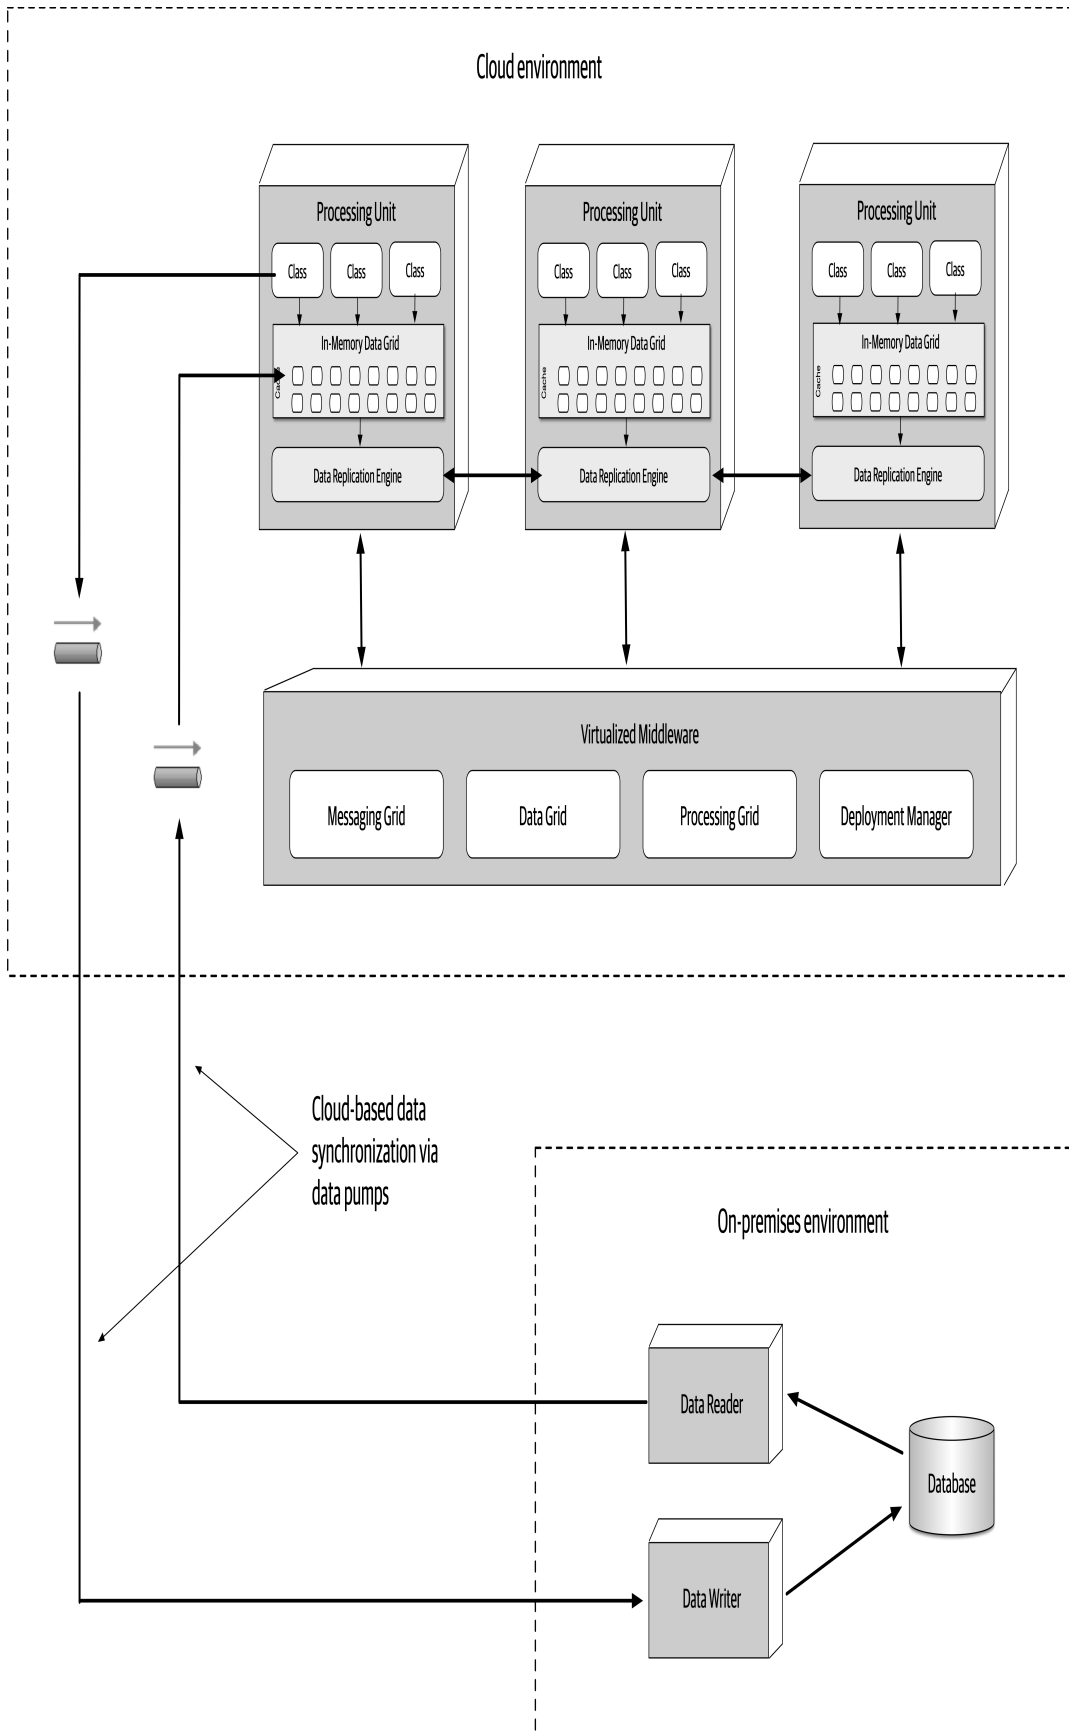 Cloud environment
Processing Unit
Processing Unit
Processing Unit
Class
Class
Class
Class
Class
Class
Class
Class
Class
In-Memory Data Grid
In-Memory Data Grid
In-Memory Data Grid
Cache
Cache
Cache
Data Replication Engine
Data Replication Engine
Data Replication Engine
Virtualized Middleware
Messaging Grid
Data Grid
Processing Grid
Deployment Manager
Cloud-based data
synchronization via
data pumps
On-premises environment
Data Reader
Database
Data Writer